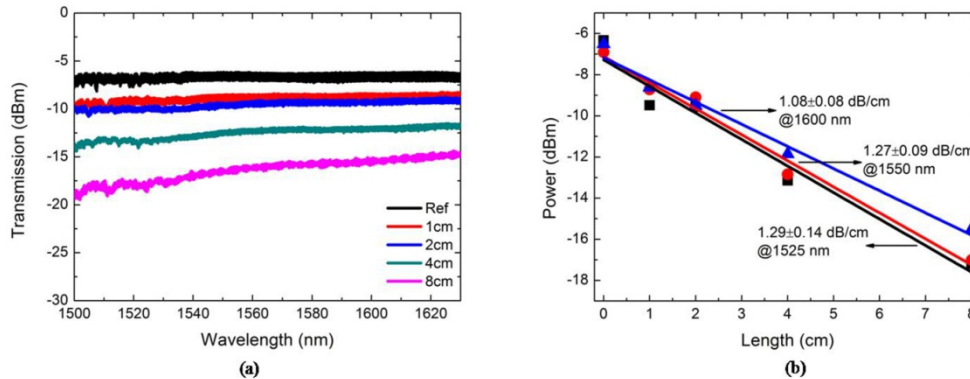 0
-5
-10
-15
-20
-25
-30
Transmission (dBm)
1500
1520
1540
1560
1580
1600
1620
Wavelength (nm)
Ref
1cm
2cm
4cm
8cm
(a)
-6
-8
-10
-12
-14
-16
-18
Power (dBm)
0
1
2
3
4
5
6
7
8
Length (cm)
1.08±0.08 dB/cm
@1600 nm
1.27±0.09 dB/cm
@1550 nm
1.29±0.14 dB/cm
@1525 nm
(b)